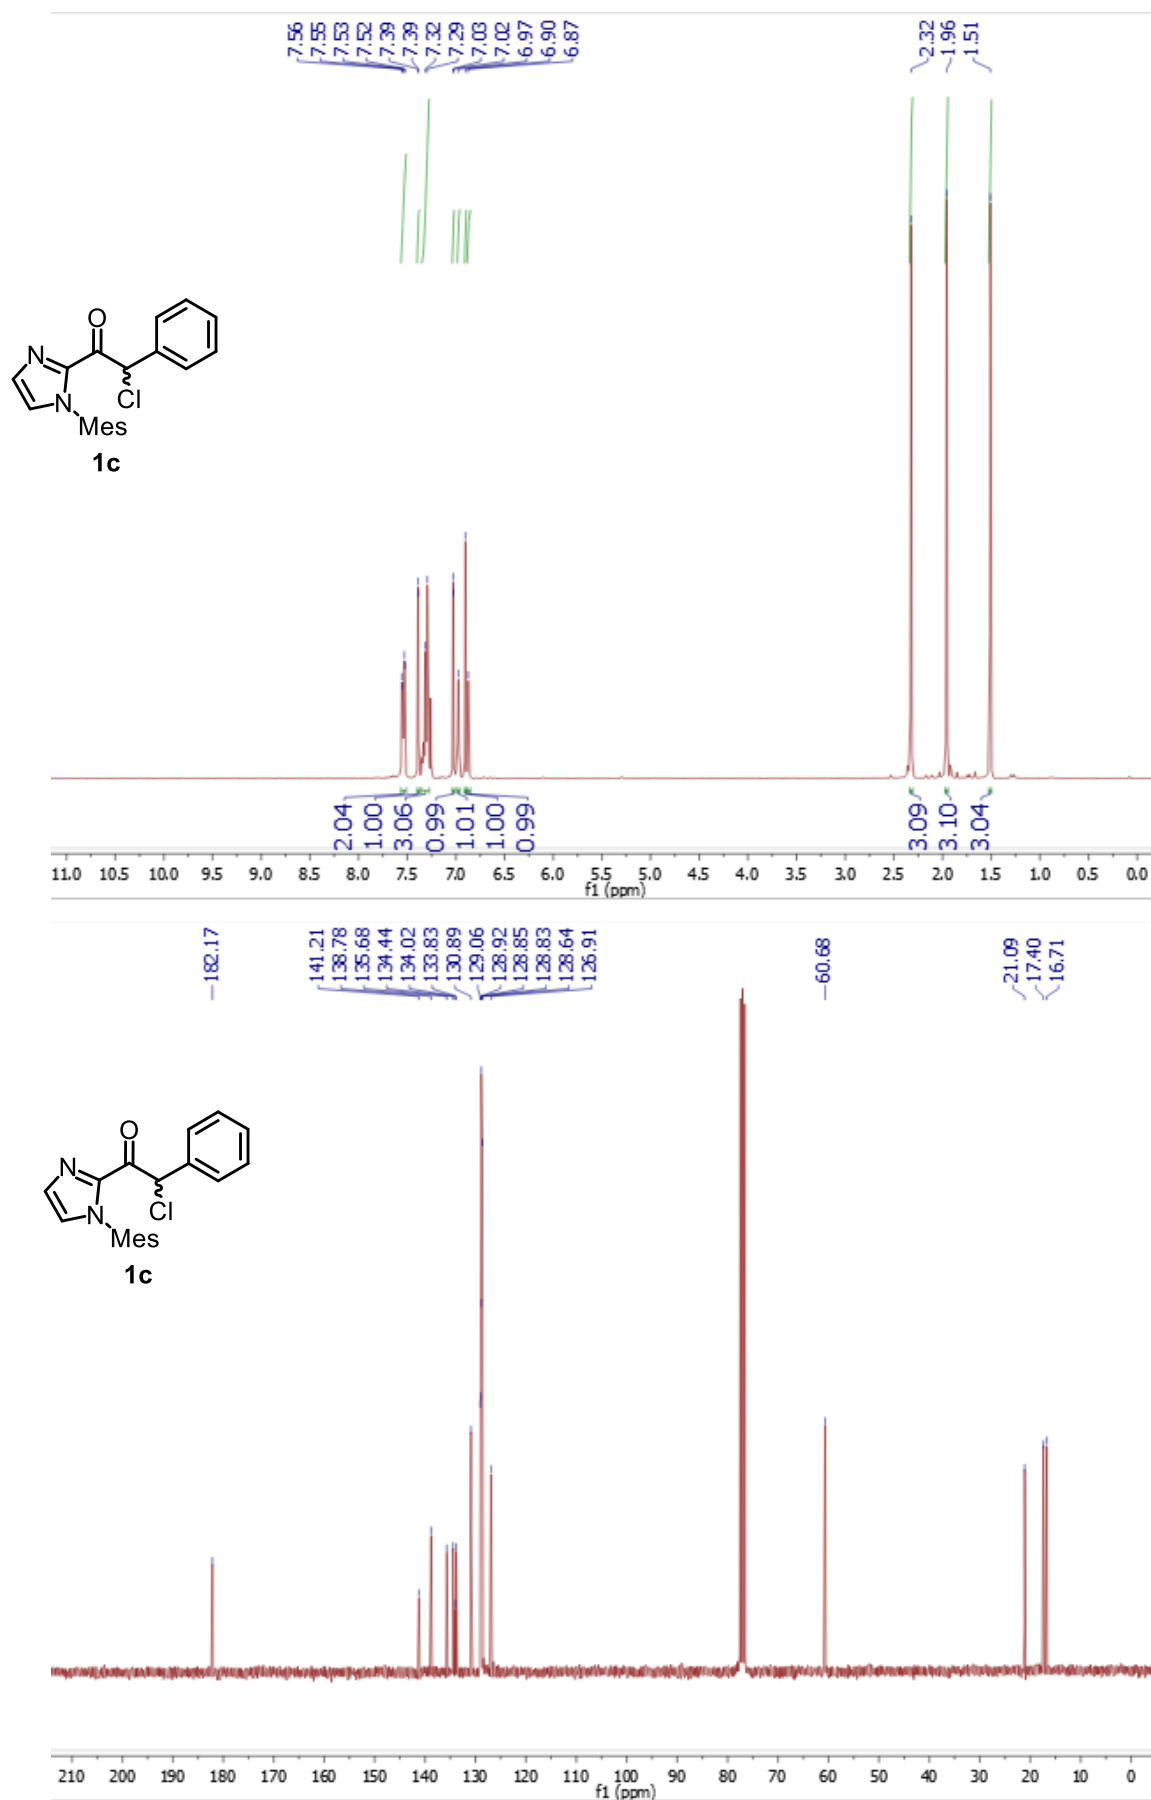 7.56 7.55 7.53 7.52 7.39 7.39 7.32 7.29 7.03 7.02 6.97 6.90 6.87 2.32 1.96 1.51
O
N
N
Cl
Mes
1c
2.04 1.00 3.06 0.99 1.01 1.00 0.99 3.09 3.10 3.04
11.0 10.5 9.5 9.0 8.0 7.5 7.0 6.5 6.0 5.5 5.0 4.5 4.0 3.5 3.0 2.5 2.0 1.5 1.0 0.5 0.0
f1 (ppm)
182.17 141.21 138.78 135.68 134.44 134.02 133.83 130.89 129.06 128.92 128.85 128.83 128.64 126.91 60.68 21.09 17.40 16.71
O
N
N
Cl
Mes
1c
210 200 190 180 170 160 150 140 130 120 110 100 90 80 70 60 50 40 30 20 10 0
f1 (ppm)